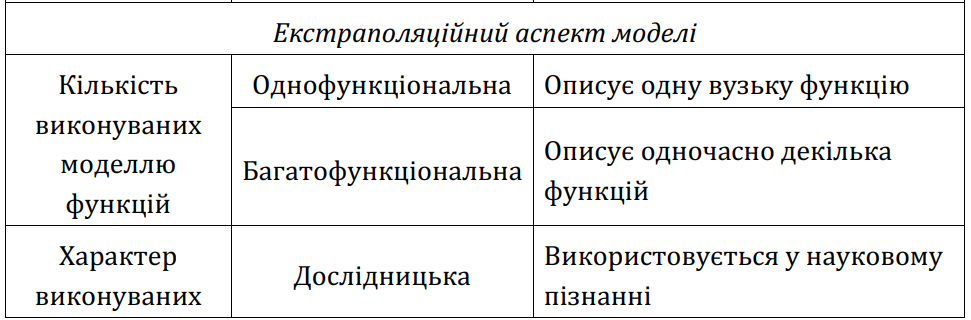 Екстраполяційний аспект моделі
Кількість
виконуваних
моделлю
функцій
Однофункціональна
Описує одну вузьку функцію
Багатофункціональна
Описує одночасно декілька
функцій
Характер
виконуваних
Дослідницька
Використовується у науковому
пізнанні